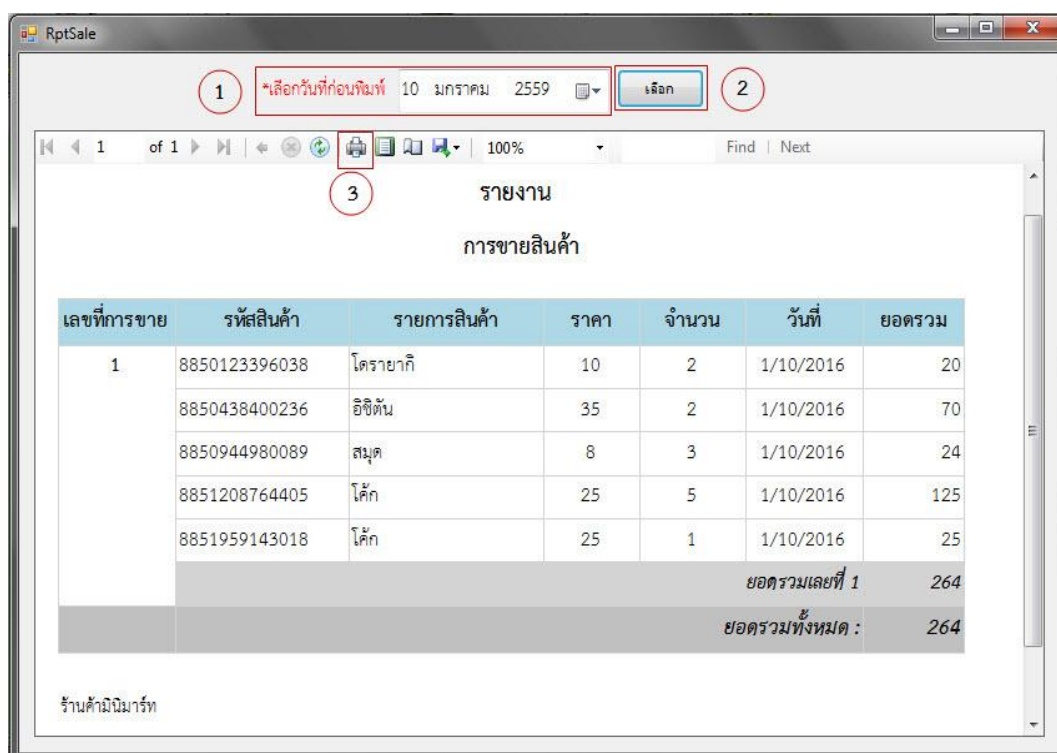 RptSale
1 *เลือกวันที่ก่อนพิมพ์ 10 มกราคม 2559 เลือก 2
1 of 1 100% Find | Next
3
รายงาน
การขายสินค้า
เลขที่การขาย รหัสสินค้า รายการสินค้า ราคา จำนวน วันที่ ยอดรวม
1 8850123396038 โดรายากิ 10 2 1/10/2016 20
8850438400236 อิชิตัน 35 2 1/10/2016 70
8850944980089 สมุด 8 3 1/10/2016 24
8851208764405 โค้ก 25 5 1/10/2016 125
8851959143018 โค้ก 25 1 1/10/2016 25
ยอดรวมเลยที่ 1 264
ยอดรวมทั้งหมด : 264
ร้านค้ามินิมาร์ท